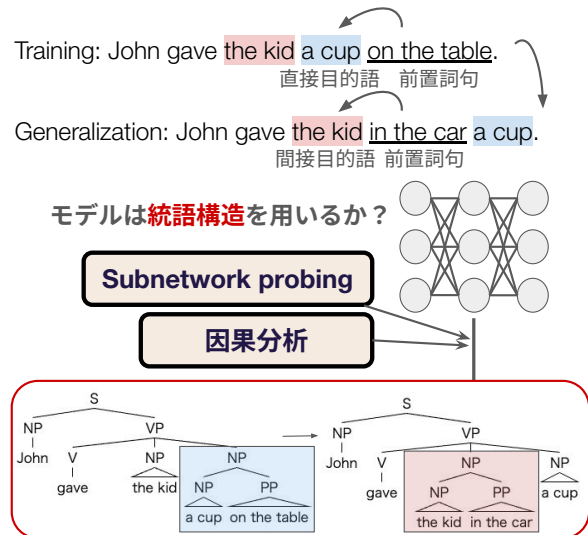 Training: John gave the kid a cup on the table.
直接目的語 前置詞句
Generalization: John gave the kid in the car a cup.
間接目的語 前置詞句
モデルは統語構造を用いるか？
Subnetwork probing
因果分析
S
NP VP
John V NP NP
gave the kid NP PP
a cup on the table
S
NP VP
John V NP NP
gave NP PP a cup
the kid in the car